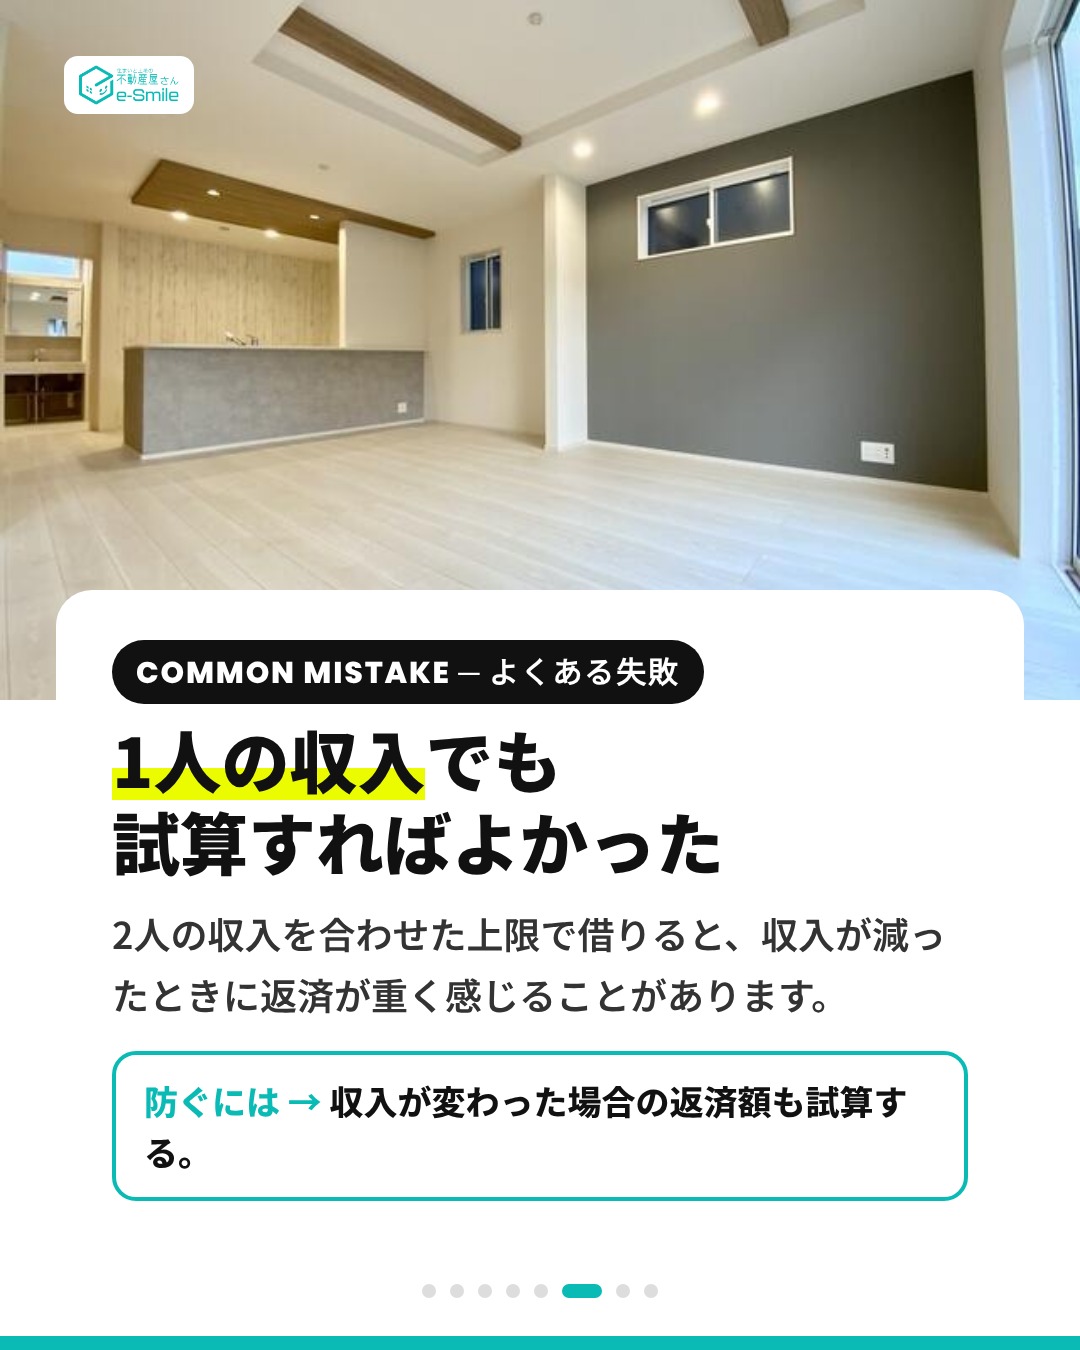 不動産屋さん
e-Smile
COMMON MISTAKE — よくある失敗
1人の収入でも
試算すればよかった
2人の収入を合わせた上限で借りると、収入が減っ
たときに返済が重く感じることがあります。
防ぐには → 収入が変わった場合の返済額も試算す
る。